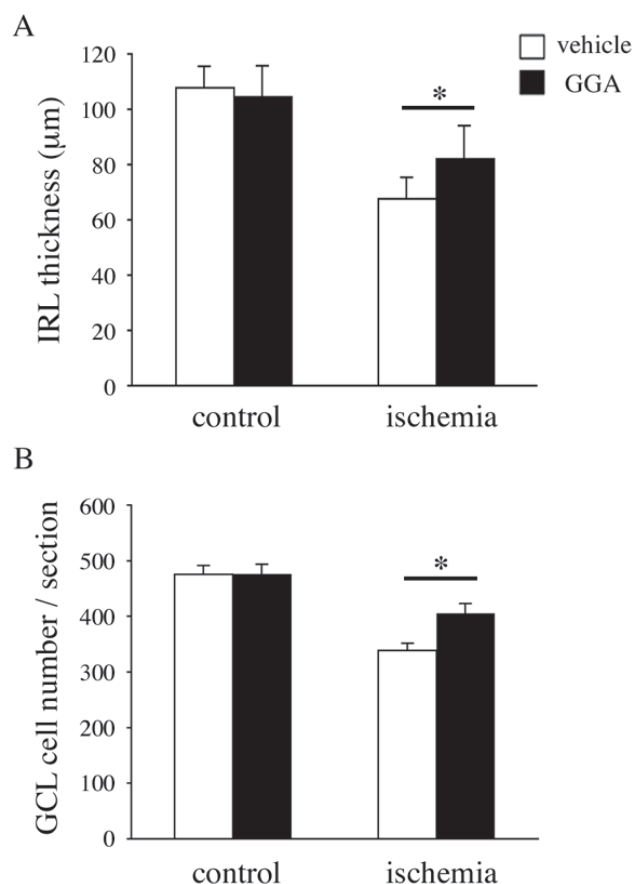 A
vehicle
GGA
120
100
80
60
40
20
0
IRL thickness (μm)
*
control
ischemia
B
600
500
400
300
200
100
0
GCL cell number / section
*
control
ischemia